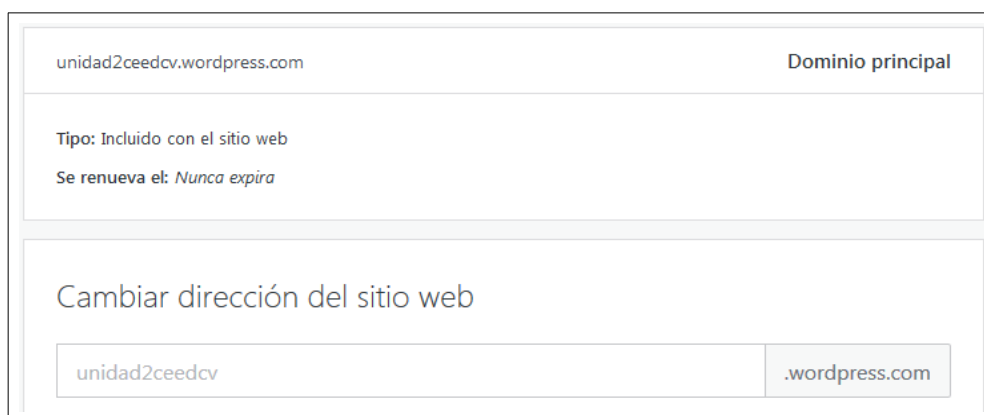 unidad2ceedcv.wordpress.com Dominio principal
Tipo: Incluido con el sitio web
Se renueva el: Nunca expira
Cambiar dirección del sitio web
unidad2ceedcv .wordpress.com